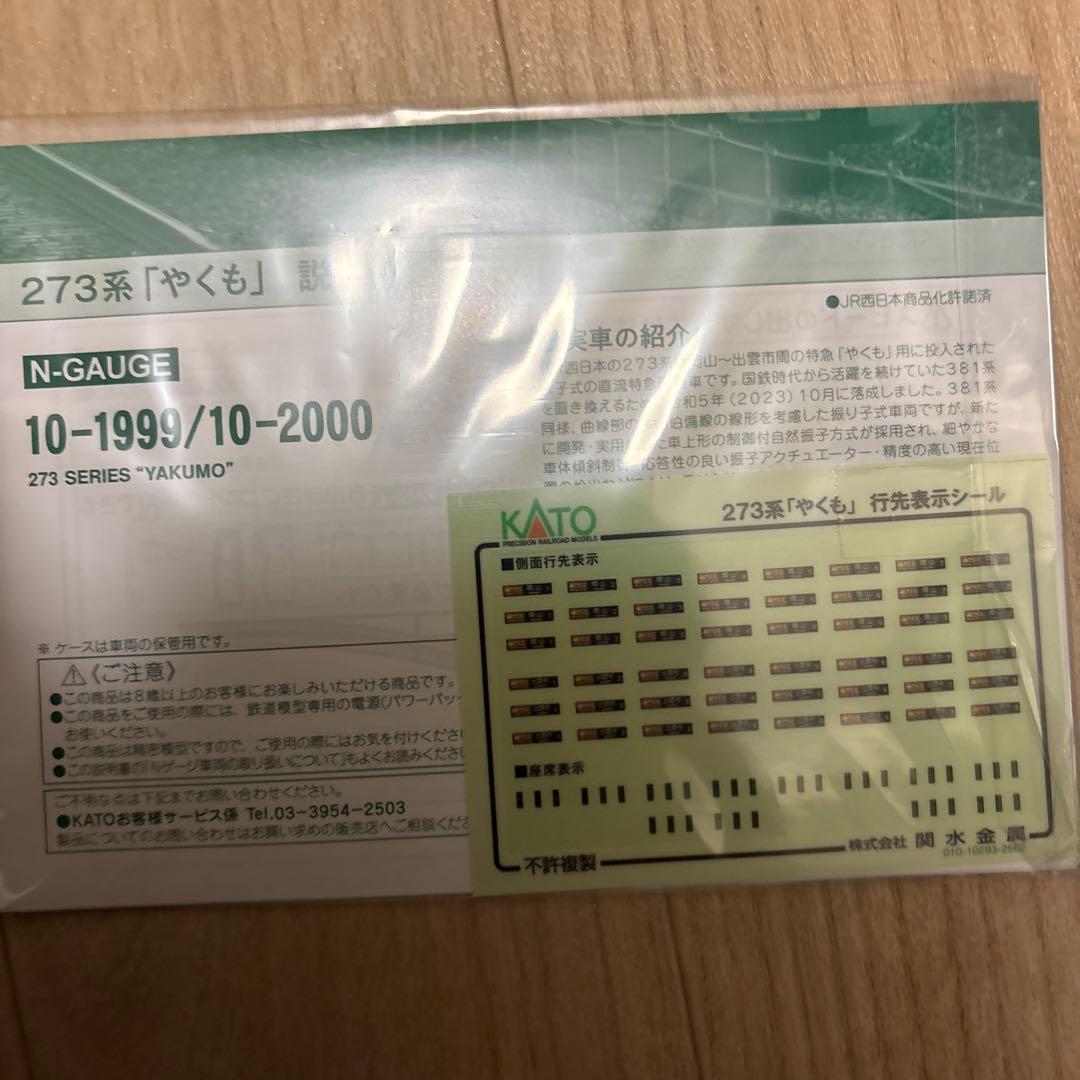 273系「やくも」 説
●JR西日本商品化許諾済
N-GAUGE
10-1999/10-2000
273 SERIES "YAKUMO"
実車の紹介
西日本の273系 岡山〜出雲市間の特急「やくも」用に投入された
子式の直流特急 車です。国鉄時代から活躍を続けていた381系
を置き換えるため 和5年(2023)10月に落成しました。381系
同様、曲線部の 伯備線の線形を考慮した振り子式車両ですが、新た
に開発・実用 車上形の制御付自然振子方式が採用され、細やかな
車体傾斜制御 応答性の良い振子アクチュエーター・精度の高い現在位
※ ケースは車両の保管用です。
⚠〈ご注意〉
●この商品は8歳以上のお客様にお楽しみいただける商品です。
●この商品をご使用の際には、鉄道模型専用の電源(パワーパッ
お使いください。
●この商品は精密模型ですので、ご使用の際にはお気を付けくださ
●この説明書の「Nゲージ車両の取り扱いについて」もよくお読みくださ
ご不明な点は下記までお問い合わせください。
●KATOお客様サービス係 Tel.03-3954-2503
製品についてのお問い合わせはお買い求めの販売店へご相談くださ
KATO
PRECISION RAILROAD MODELS
273系「やくも」 行先表示シール
■側面行先表示
■座席表示
不許複製
株式会社 関水金属
010-10293-250